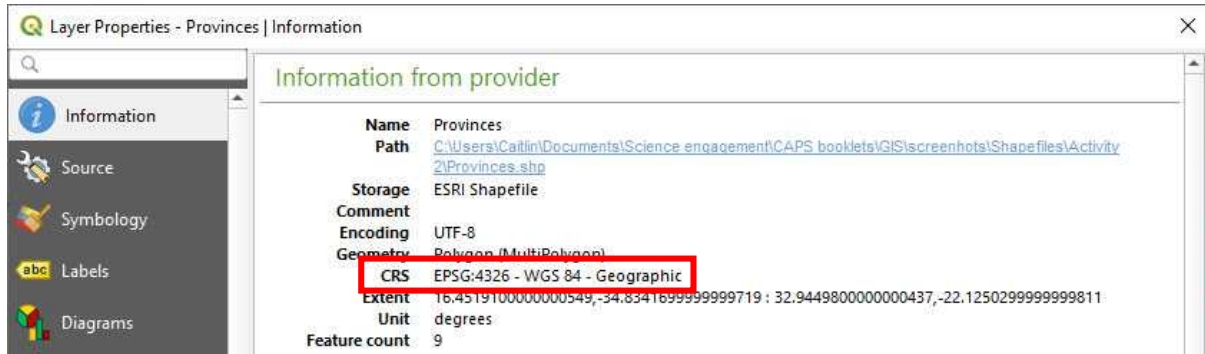 Layer Properties - Provinces | Information
Information from provider
Information
Source
Symbology
abc Labels
Diagrams
Name Provinces
Path C:\Users\Caitlin\Documents\Science engagement\CAPS booklets\GIS\screenhots\Shapefiles\Activity
2\Provinces.shp
Storage ESRI Shapefile
Comment
Encoding UTF-8
Geometry Polygon (MultiPolygon)
CRS EPSG:4326 - WGS 84 - Geographic
Extent 16.4519100000000549,-34.8341699999999719 : 32.9449800000000437,-22.1250299999999811
Unit degrees
Feature count 9